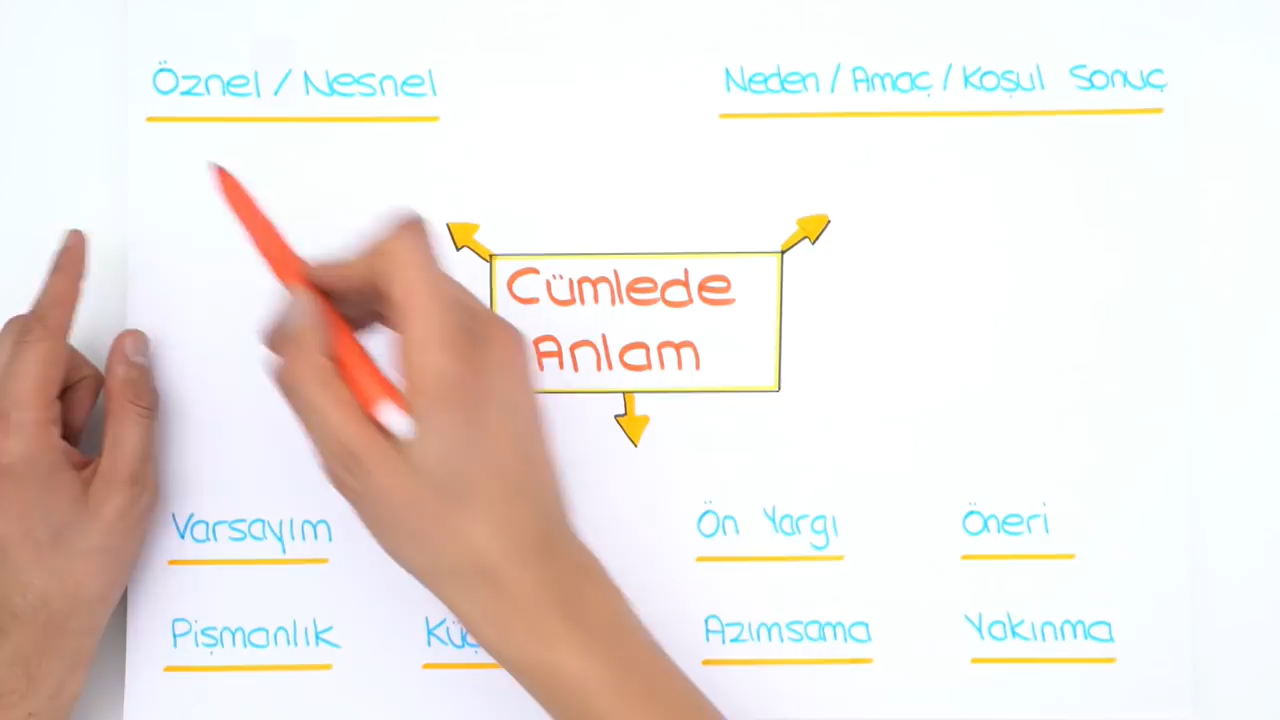 Öznel / Nesnel
Neden / Amaç / Koşul Sonuç
Cümlede
Anlam
Varsayım
Ön Yargı
Öneri
Pişmanlık
Azımsama
Yakınma